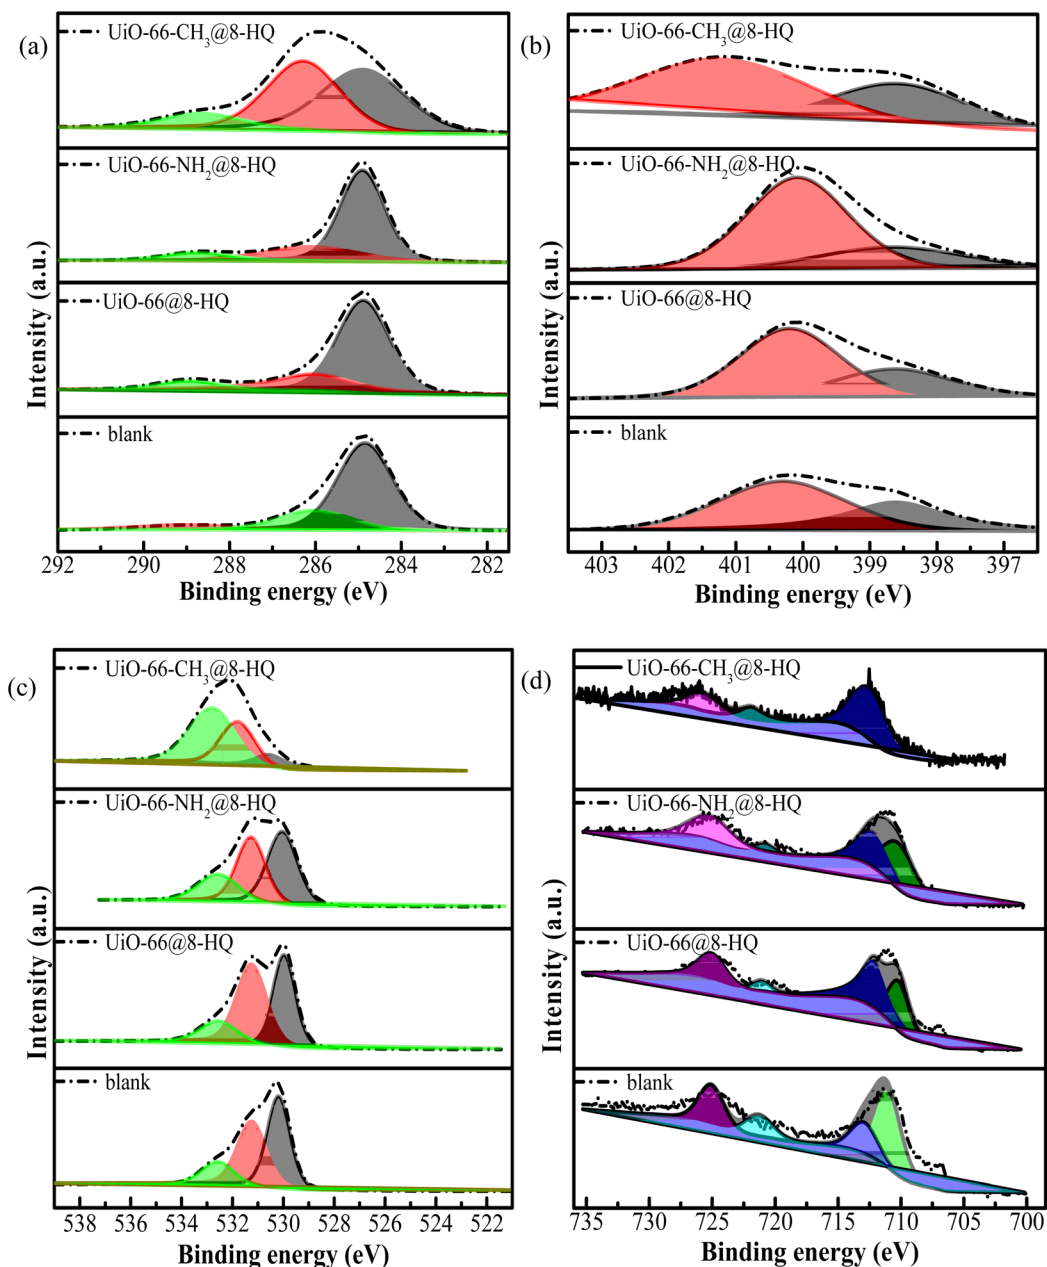 (a)
UiO-66-CH₃@8-HQ
UiO-66-NH₂@8-HQ
UiO-66@8-HQ
blank
Intensity (a.u.)
292 290 288 286 284 282
Binding energy (eV)
(b)
UiO-66-CH₃@8-HQ
UiO-66-NH₂@8-HQ
UiO-66@8-HQ
blank
403 402 401 400 399 398 397
Binding energy (eV)
(c)
UiO-66-CH₃@8-HQ
UiO-66-NH₂@8-HQ
UiO-66@8-HQ
blank
Intensity (a.u.)
538 536 534 532 530 528 526 524 522
Binding energy (eV)
(d)
UiO-66-CH₃@8-HQ
UiO-66-NH₂@8-HQ
UiO-66@8-HQ
blank
Intensity (a.u.)
735 730 725 720 715 710 705 700
Binding energy (eV)